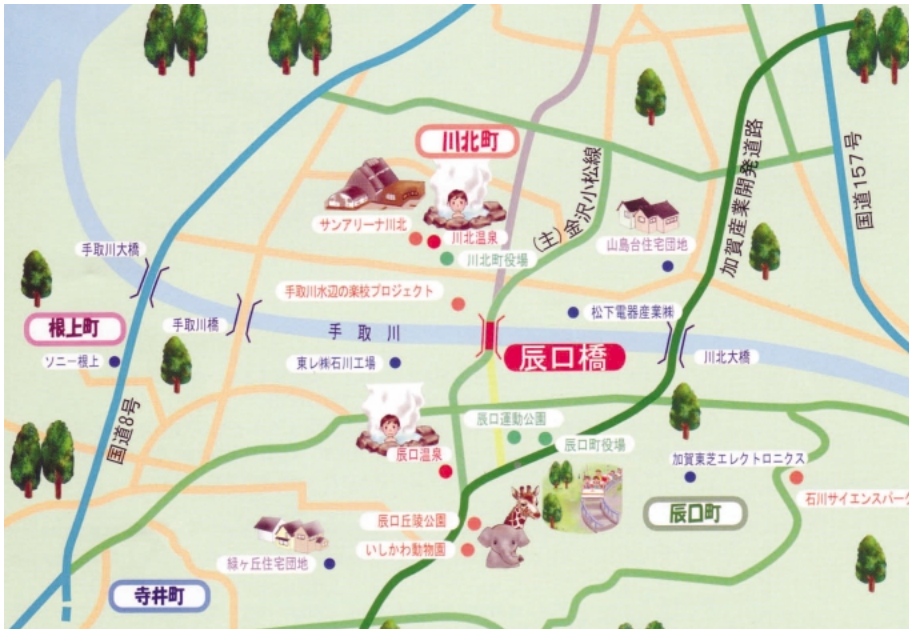 川北町
サンアリーナ川北
川北温泉
川北町役場
(主)金沢小松線
加賀産業開発道路
国道157号
山島台住宅団地
手取川大橋
手取川水辺の楽校プロジェクト
根上町
手取川橋
手取川
松下電器産業㈱
ソニー根上
東レ㈱石川工場
辰口橋
川北大橋
国道8号
辰口温泉
辰口運動公園
辰口町役場
加賀東芝エレクトロニクス
石川サイエンスパーク
辰口町
辰口丘陵公園
いしかわ動物園
緑ヶ丘住宅団地
寺井町